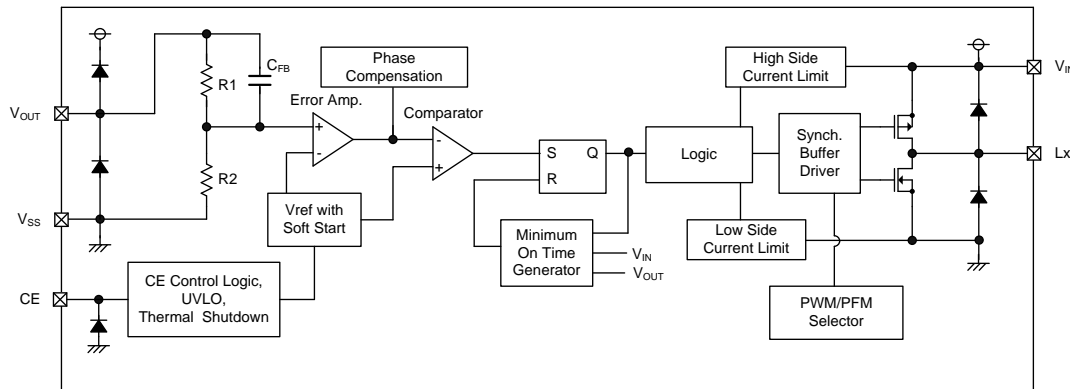 Phase
Compensation
High Side
Current Limit
CFB
R1
Error Amp.
Comparator
VIN
VOUT
+
-
-
+
S
Q
R
Logic
Synch.
Buffer
Driver
Lx
R2
VSS
Vref with
Soft Start
Minimum
On Time
Generator
VIN
VOUT
Low Side
Current Limit
CE
CE Control Logic,
UVLO,
Thermal Shutdown
PWM/PFM
Selector